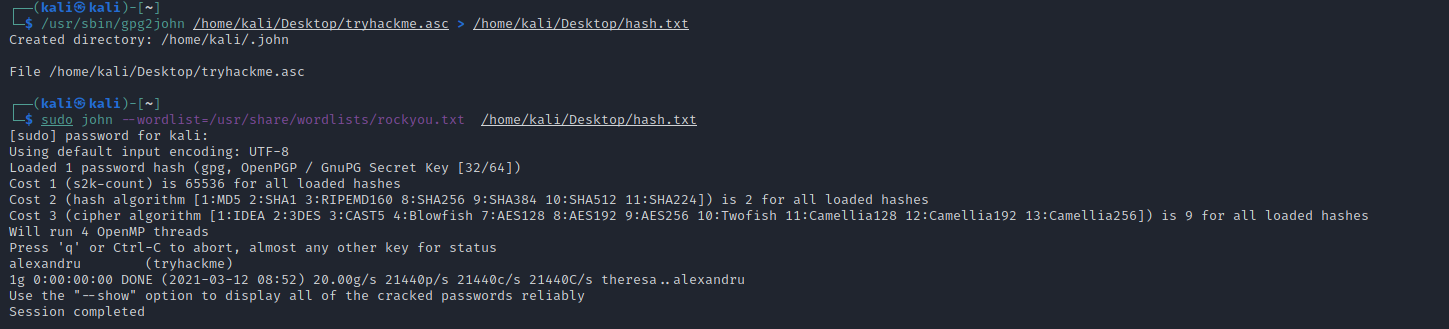 ┌──(kali㉿kali)-[~]
└─$ /usr/sbin/gpg2john /home/kali/Desktop/tryhackme.asc > /home/kali/Desktop/hash.txt
Created directory: /home/kali/.john
File /home/kali/Desktop/tryhackme.asc
┌──(kali㉿kali)-[~]
└─$ sudo john --wordlist=/usr/share/wordlists/rockyou.txt  /home/kali/Desktop/hash.txt
[sudo] password for kali:
Using default input encoding: UTF-8
Loaded 1 password hash (gpg, OpenPGP / GnuPG Secret Key [32/64])
Cost 1 (s2k-count) is 65536 for all loaded hashes
Cost 2 (hash algorithm [1:MD5 2:SHA1 3:RIPEMD160 8:SHA256 9:SHA384 10:SHA512 11:SHA224]) is 2 for all loaded hashes
Cost 3 (cipher algorithm [1:IDEA 2:3DES 3:CAST5 4:Blowfish 7:AES128 8:AES192 9:AES256 10:Twofish 11:Camellia128 12:Camellia192 13:Camellia256]) is 9 for all loaded hashes
Will run 4 OpenMP threads
Press 'q' or Ctrl-C to abort, almost any other key for status
alexandru        (tryhackme)
1g 0:00:00:00 DONE (2021-03-12 08:52) 20.00g/s 21440p/s 21440c/s 21440C/s theresa..alexandru
Use the "--show" option to display all of the cracked passwords reliably
Session completed